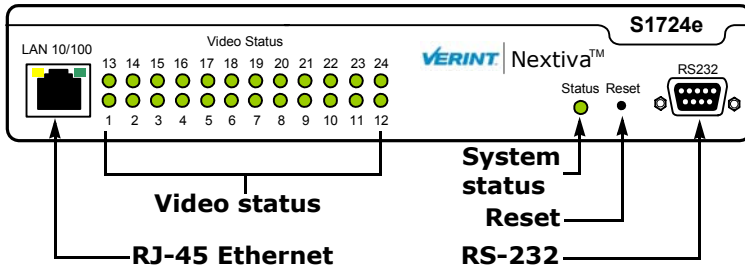 S1724e
LAN 10/100
Video Status
13 14 15 16 17 18 19 20 21 22 23 24
1 2 3 4 5 6 7 8 9 10 11 12
VERINT Nextiva™
Status Reset
RS232
System
status
Video status
Reset
RJ-45 Ethernet
RS-232